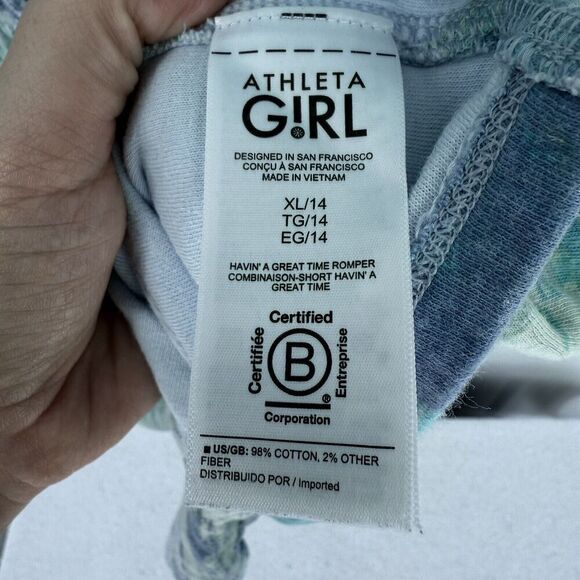 ATHLETA
G!RL
DESIGNED IN SAN FRANCISCO
CONÇU À SAN FRANCISCO
MADE IN VIETNAM
XL/14
TG/14
EG/14
HAVIN' A GREAT TIME ROMPER
COMBINAISON-SHORT HAVIN' A
GREAT TIME
Certified
Certifiée
B
Entreprise
®
Corporation
US/GB: 98% COTTON, 2% OTHER
FIBER
DISTRIBUIDO POR / Imported